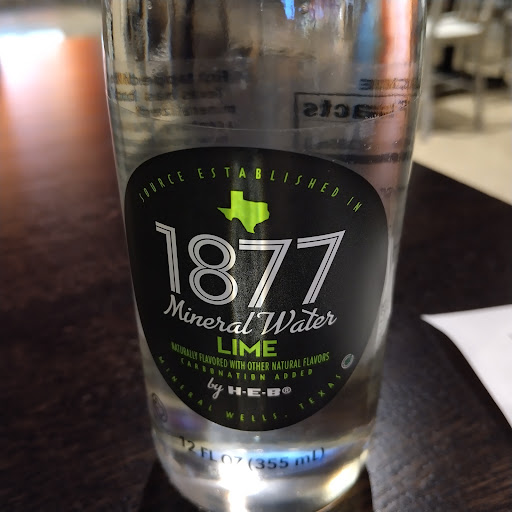 SOURCE ESTABLISHED IN
1877
Mineral Water
LIME
NATURALLY FLAVORED WITH OTHER NATURAL FLAVORS
CARBONATION ADDED
by H-E-B®
MINERAL WELLS, TEXAS
12 FL OZ (355 mL)